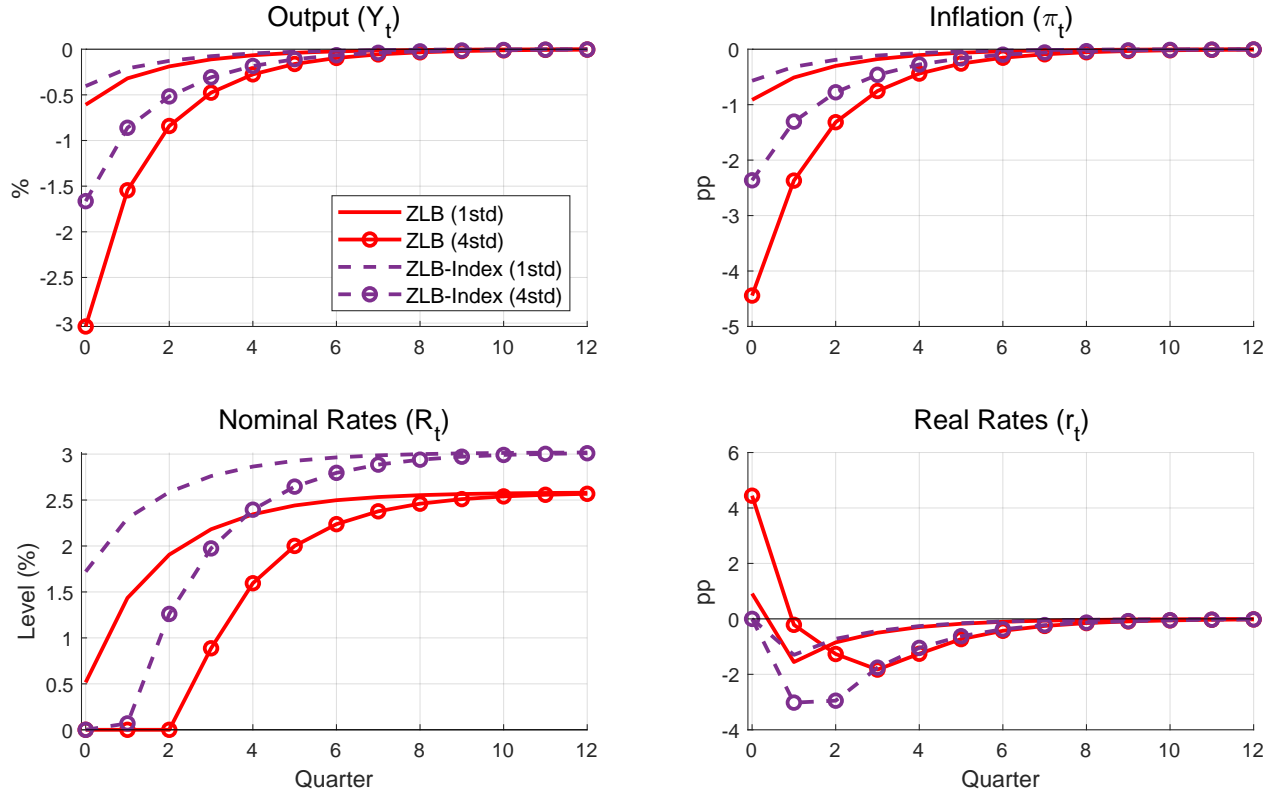 Output (Y_t)
0
-0.5
-1
-1.5
-2
-2.5
-3
%
0 2 4 6 8 10 12
ZLB (1std)
ZLB (4std)
ZLB-Index (1std)
ZLB-Index (4std)
Inflation (π_t)
0
-1
-2
-3
-4
-5
pp
0 2 4 6 8 10 12
Nominal Rates (R_t)
3
2.5
2
1.5
1
0.5
0
Level (%)
0 2 4 6 8 10 12
Quarter
Real Rates (r_t)
6
4
2
0
-2
-4
pp
0 2 4 6 8 10 12
Quarter